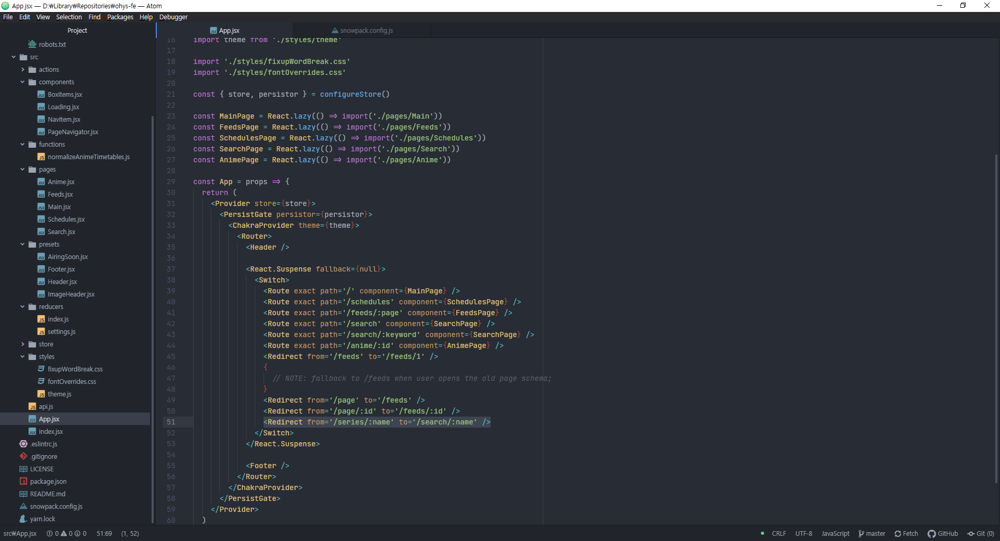 App.jsx — D:₩Library₩Repositories₩ohys-fe — Atom
File Edit View Selection Find Packages Help Debugger
Project
robots.txt
src
actions
components
BoxItems.jsx
Loading.jsx
NavItem.jsx
PageNavigator.jsx
functions
normalizeAnimeTimetables.js
pages
Anime.jsx
Feeds.jsx
Main.jsx
Schedules.jsx
Search.jsx
presets
AiringSoon.jsx
Footer.jsx
Header.jsx
ImageHeader.jsx
reducers
index.js
settings.js
store
styles
fixupWordBreak.css
fontOverrides.css
theme.js
api.js
App.jsx
index.jsx
.eslintrc.js
.gitignore
LICENSE
package.json
README.md
snowpack.config.js
yarn.lock
App.jsx snowpack.config.js
16 import theme from './styles/theme'
17
18 import './styles/fixupWordBreak.css'
19 import './styles/fontOverrides.css'
20
21 const { store, persistor } = configureStore()
22
23 const MainPage = React.lazy(() => import('./pages/Main'))
24 const FeedsPage = React.lazy(() => import('./pages/Feeds'))
25 const SchedulesPage = React.lazy(() => import('./pages/Schedules'))
26 const SearchPage = React.lazy(() => import('./pages/Search'))
27 const AnimePage = React.lazy(() => import('./pages/Anime'))
28
29 const App = props => {
30 return (
31 <Provider store={store}>
32 <PersistGate persistor={persistor}>
33 <ChakraProvider theme={theme}>
34 <Router>
35 <Header />
36
37 <React.Suspense fallback={null}>
38 <Switch>
39 <Route exact path='/' component={MainPage} />
40 <Route exact path='/schedules' component={SchedulesPage} />
41 <Route exact path='/feeds/:page' component={FeedsPage} />
42 <Route exact path='/search' component={SearchPage} />
43 <Route exact path='/search/:keyword' component={SearchPage} />
44 <Route exact path='/anime/:id' component={AnimePage} />
45 <Redirect from='/feeds' to='/feeds/1' />
46 {
47 // NOTE: fallback to /feeds when user opens the old page schema;
48 }
49 <Redirect from='/page' to='/feeds' />
50 <Redirect from='/page/:id' to='/feeds/:id' />
51 <Redirect from='/series/:name' to='/search/:name' />
52 </Switch>
53 </React.Suspense>
54
55 <Footer />
56 </Router>
57 </ChakraProvider>
58 </PersistGate>
59 </Provider>
60 )
src₩App.jsx 0 0 0 51:69 (1, 52) CRLF UTF-8 JavaScript master Fetch GitHub Git (0)